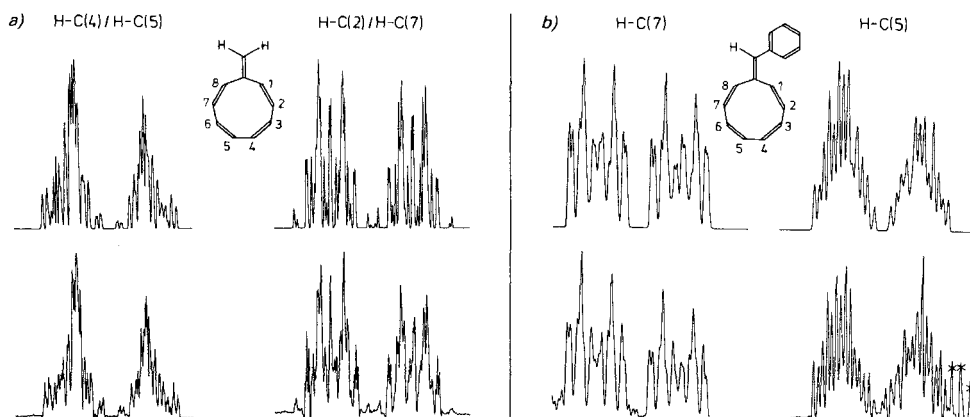 a)
H-C(4)/H-C(5)
H-C(2)/H-C(7)
H H
8 1
7 2
6 3
5 4
b)
H-C(7)
H-C(5)
H
8 1
7 2
6 3
5 4
**
*